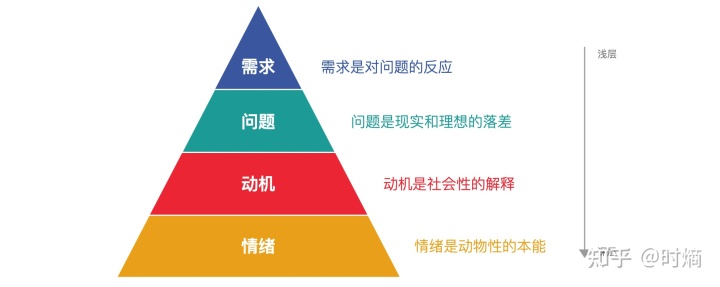 需求
需求是对问题的反应
浅层
问题
问题是现实和理想的落差
动机
动机是社会性的解释
情绪
情绪是动物性的本能
知乎 @时熵